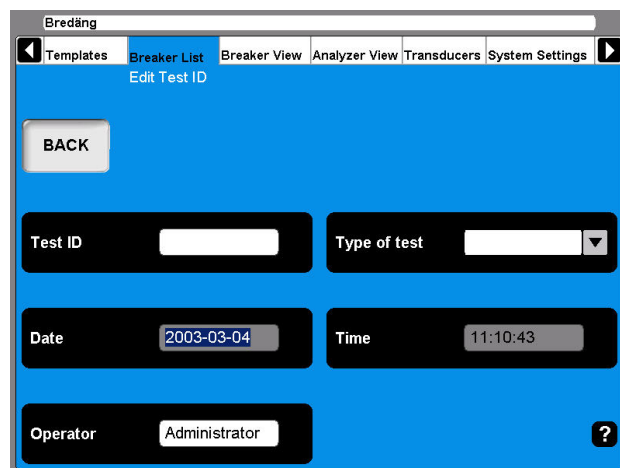 Bredäng
Templates Breaker List Breaker View Analyzer View Transducers System Settings
Edit Test ID
BACK
Test ID Type of test
Date 2003-03-04 Time 11:10:43
Operator Administrator ?